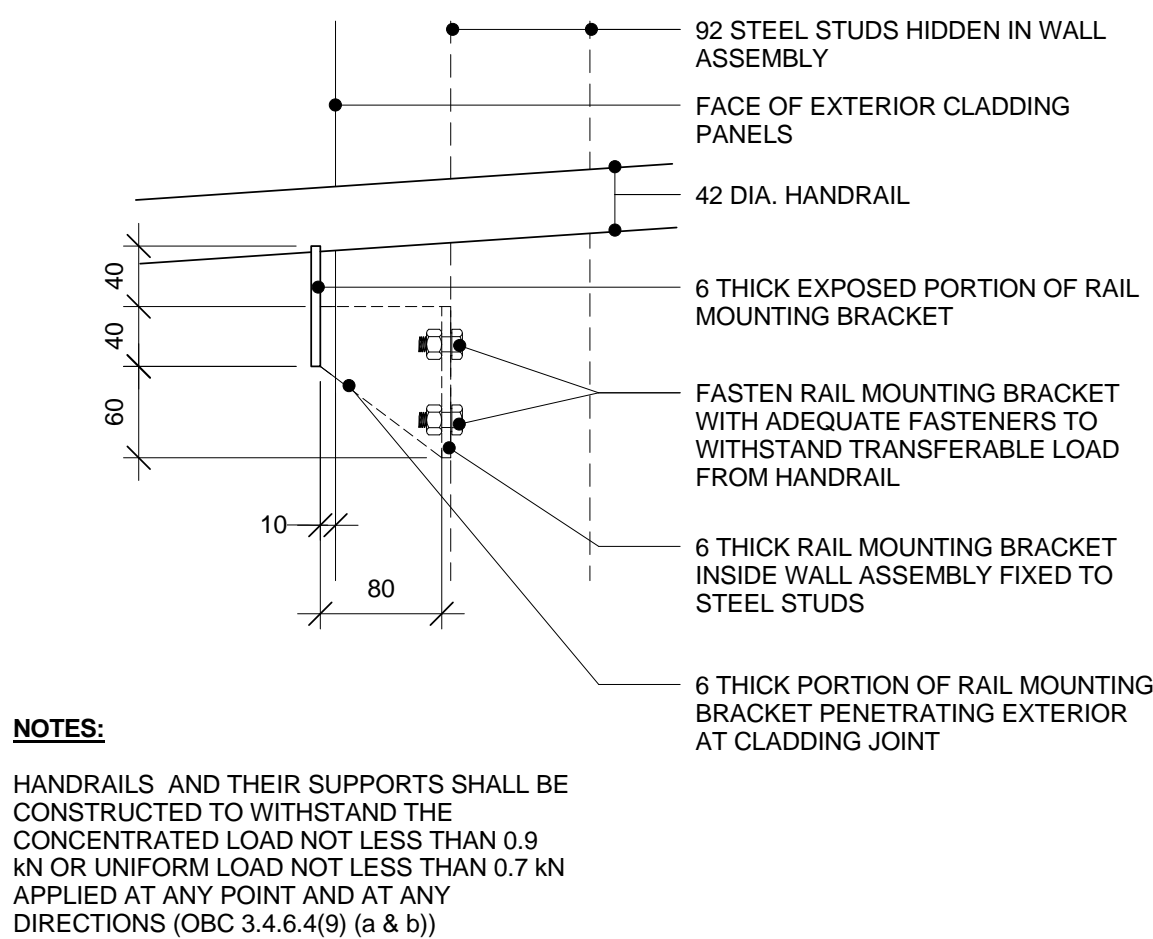 92 STEEL STUDS HIDDEN IN WALL
ASSEMBLY
FACE OF EXTERIOR CLADDING
PANELS
42 DIA. HANDRAIL
6 THICK EXPOSED PORTION OF RAIL
MOUNTING BRACKET
FASTEN RAIL MOUNTING BRACKET
WITH ADEQUATE FASTENERS TO
WITHSTAND TRANSFERABLE LOAD
FROM HANDRAIL
6 THICK RAIL MOUNTING BRACKET
INSIDE WALL ASSEMBLY FIXED TO
STEEL STUDS
6 THICK PORTION OF RAIL MOUNTING
BRACKET PENETRATING EXTERIOR
AT CLADDING JOINT
40
40
60
10
80
NOTES:
HANDRAILS AND THEIR SUPPORTS SHALL BE
CONSTRUCTED TO WITHSTAND THE
CONCENTRATED LOAD NOT LESS THAN 0.9
kN OR UNIFORM LOAD NOT LESS THAN 0.7 kN
APPLIED AT ANY POINT AND AT ANY
DIRECTIONS (OBC 3.4.6.4(9) (a & b))